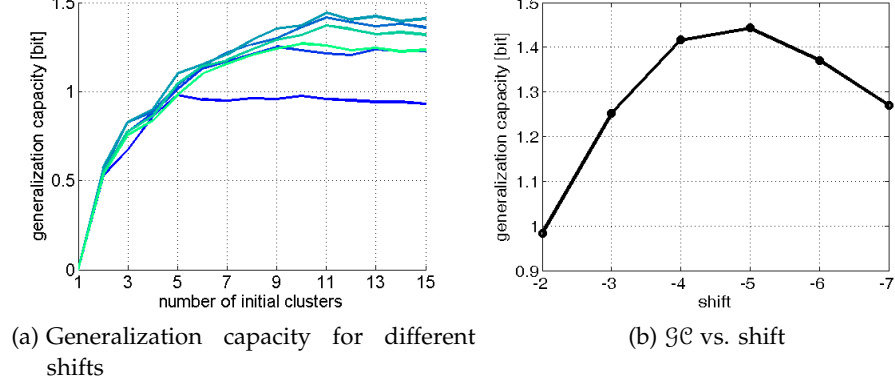 generalization capacity [bit]
1.5
1
0.5
0
1 3 5 7 9 11 13 15
number of initial clusters
(a) Generalization capacity for different
shifts
generalization capacity [bit]
1.5
1.4
1.3
1.2
1.1
1
0.9
-2 -3 -4 -5 -6 -7
shift
(b) 𝒢𝒞 vs. shift